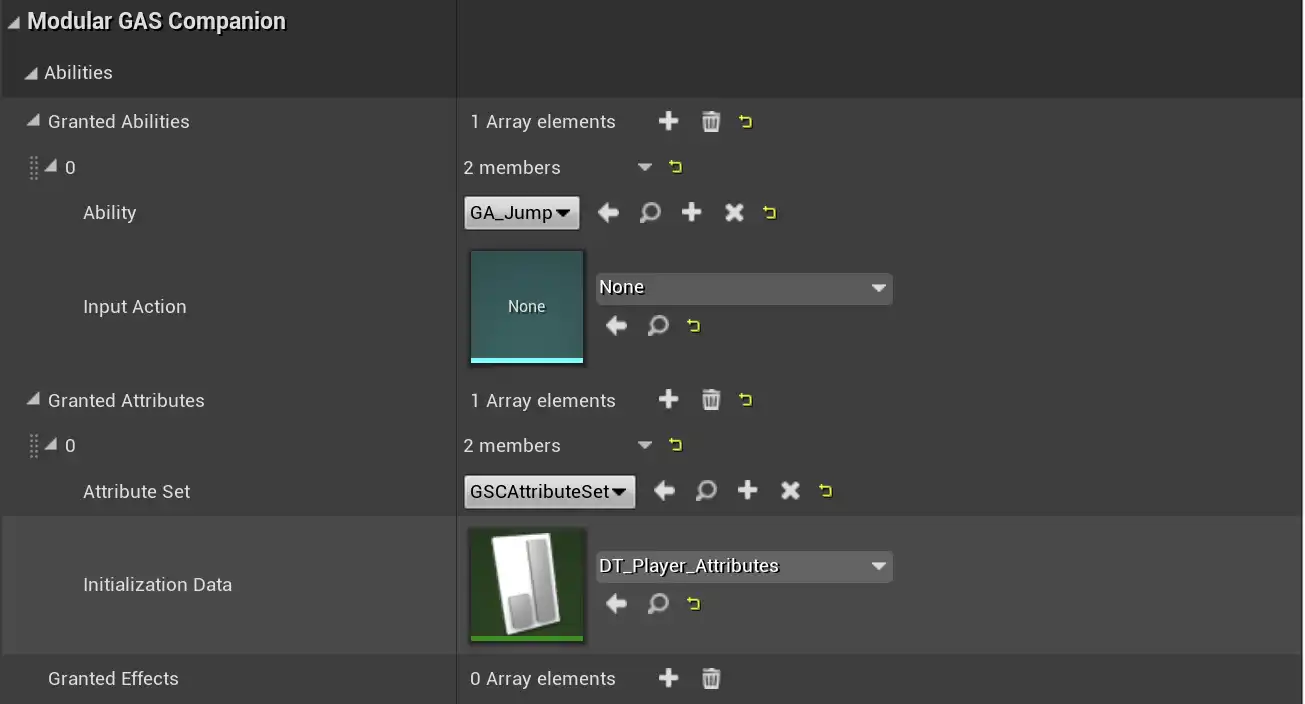 Modular GAS Companion
Abilities
Granted Abilities 1 Array elements
0 2 members
Ability GA_Jump
Input Action None None
Granted Attributes 1 Array elements
0 2 members
Attribute Set GSCAttributeSet
Initialization Data DT_Player_Attributes
Granted Effects 0 Array elements